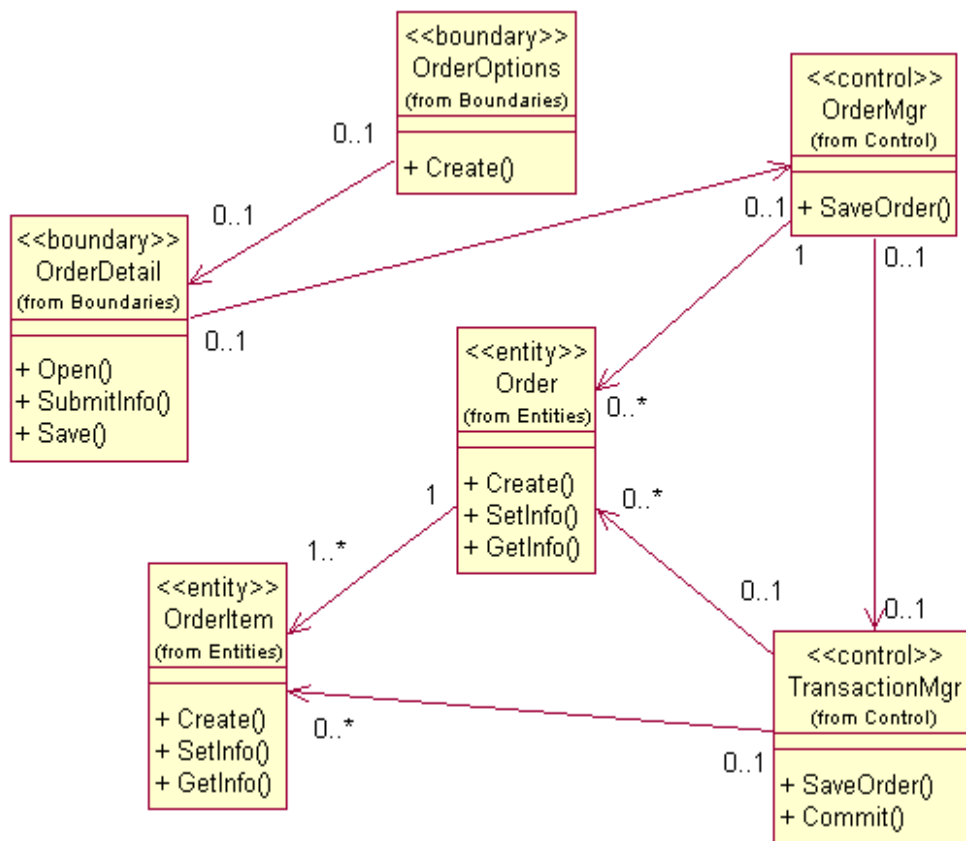 <<boundary>>
OrderOptions
(from Boundaries)
+ Create()
0..1
0..1
<<control>>
OrderMgr
(from Control)
+ SaveOrder()
0..1
1
0..1
<<boundary>>
OrderDetail
(from Boundaries)
+ Open()
+ SubmitInfo()
+ Save()
0..1
<<entity>>
Order
(from Entities)
+ Create()
+ SetInfo()
+ GetInfo()
0..*
0..*
1
1..*
0..1
0..1
<<entity>>
OrderItem
(from Entities)
+ Create()
+ SetInfo()
+ GetInfo()
0..*
0..1
<<control>>
TransactionMgr
(from Control)
+ SaveOrder()
+ Commit()